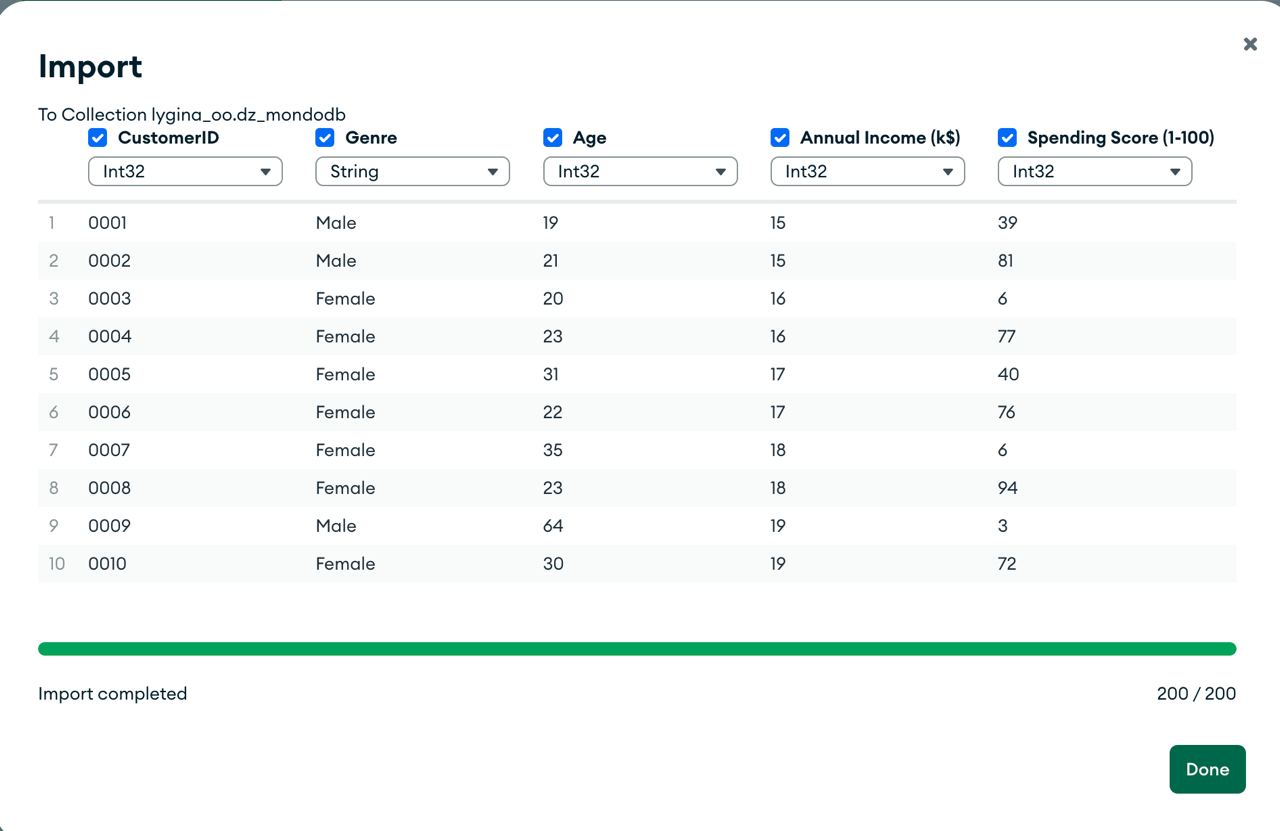 Import
To Collection lygina_oo.dz_mondodb
CustomerID Genre Age Annual Income (k$) Spending Score (1-100)
Int32 String Int32 Int32 Int32
1 0001 Male 19 15 39
2 0002 Male 21 15 81
3 0003 Female 20 16 6
4 0004 Female 23 16 77
5 0005 Female 31 17 40
6 0006 Female 22 17 76
7 0007 Female 35 18 6
8 0008 Female 23 18 94
9 0009 Male 64 19 3
10 0010 Female 30 19 72
Import completed 200 / 200
Done